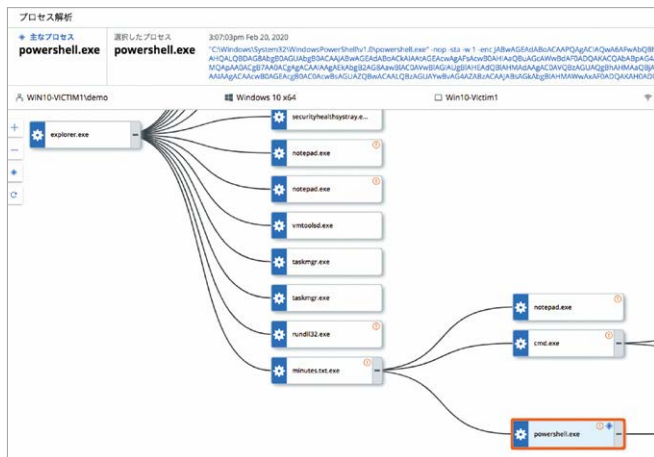 プロセス解析
主なプロセス
powershell.exe
選択したプロセス
powershell.exe
3:07:03pm Feb 20, 2020
"C:\Windows\System32\WindowsPowerShell\v1.0\powershell.exe" -nop -sta -w 1 -enc
WIN10-VICTIM1\demo
Windows 10 x64
Win10-Victim1
explorer.exe
securityhealthsystray.e...
notepad.exe
notepad.exe
vmtoolsd.exe
taskmgr.exe
taskmgr.exe
rundll32.exe
minutes.txt.exe
notepad.exe
cmd.exe
powershell.exe